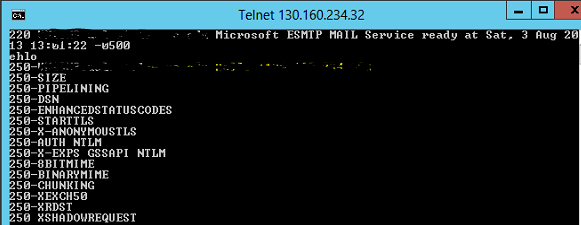 Telnet 130.160.234.32
220 Microsoft ESMTP MAIL Service ready at Sat, 3 Aug 20
13 13:01:22 -0500
ehlo
250-
250-SIZE
250-PIPELINING
250-DSN
250-ENHANCEDSTATUSCODES
250-STARTTLS
250-X-ANONYMOUSTLS
250-AUTH NTLM
250-X-EXPS GSSAPI NTLM
250-8BITMIME
250-BINARYMIME
250-CHUNKING
250-XEXCH50
250-XRDST
250 XSHADOWREQUEST